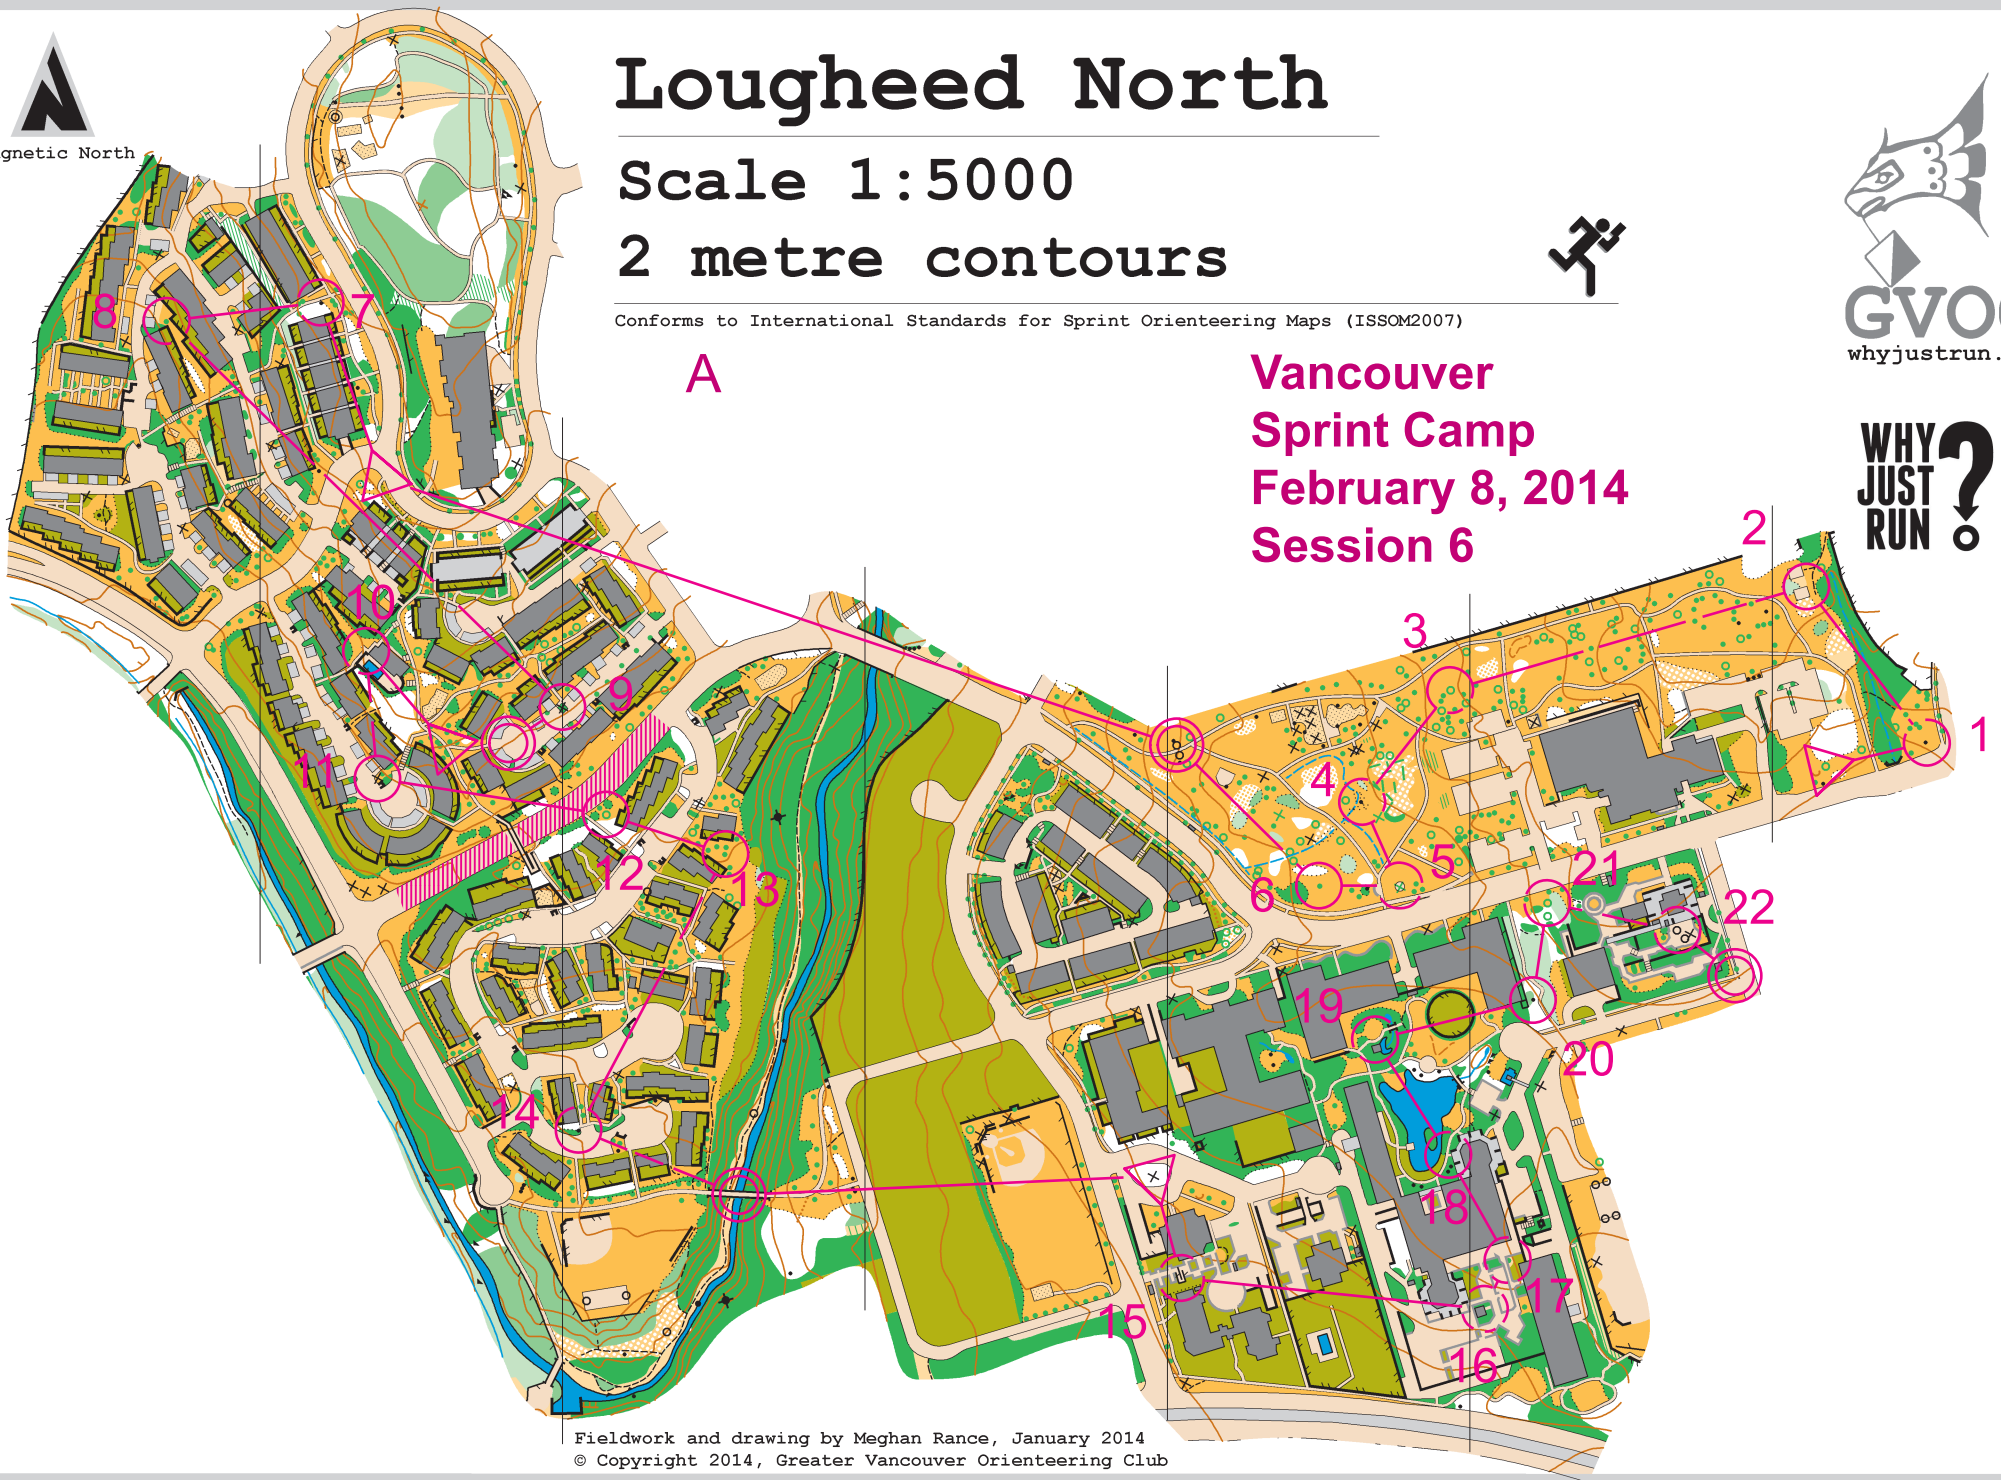 Lougheed North
Scale 1:5000
2 metre contours
Conforms to International Standards for Sprint Orienteering Maps (ISSOM2007)
gnetic North
A
Vancouver
Sprint Camp
February 8, 2014
Session 6
GVO
whyjustrun.
WHY
JUST
RUN
?
1
2
3
4
5
6
7
8
9
10
11
12
13
14
15
16
17
18
19
20
21
22
Fieldwork and drawing by Meghan Rance, January 2014
© Copyright 2014, Greater Vancouver Orienteering Club